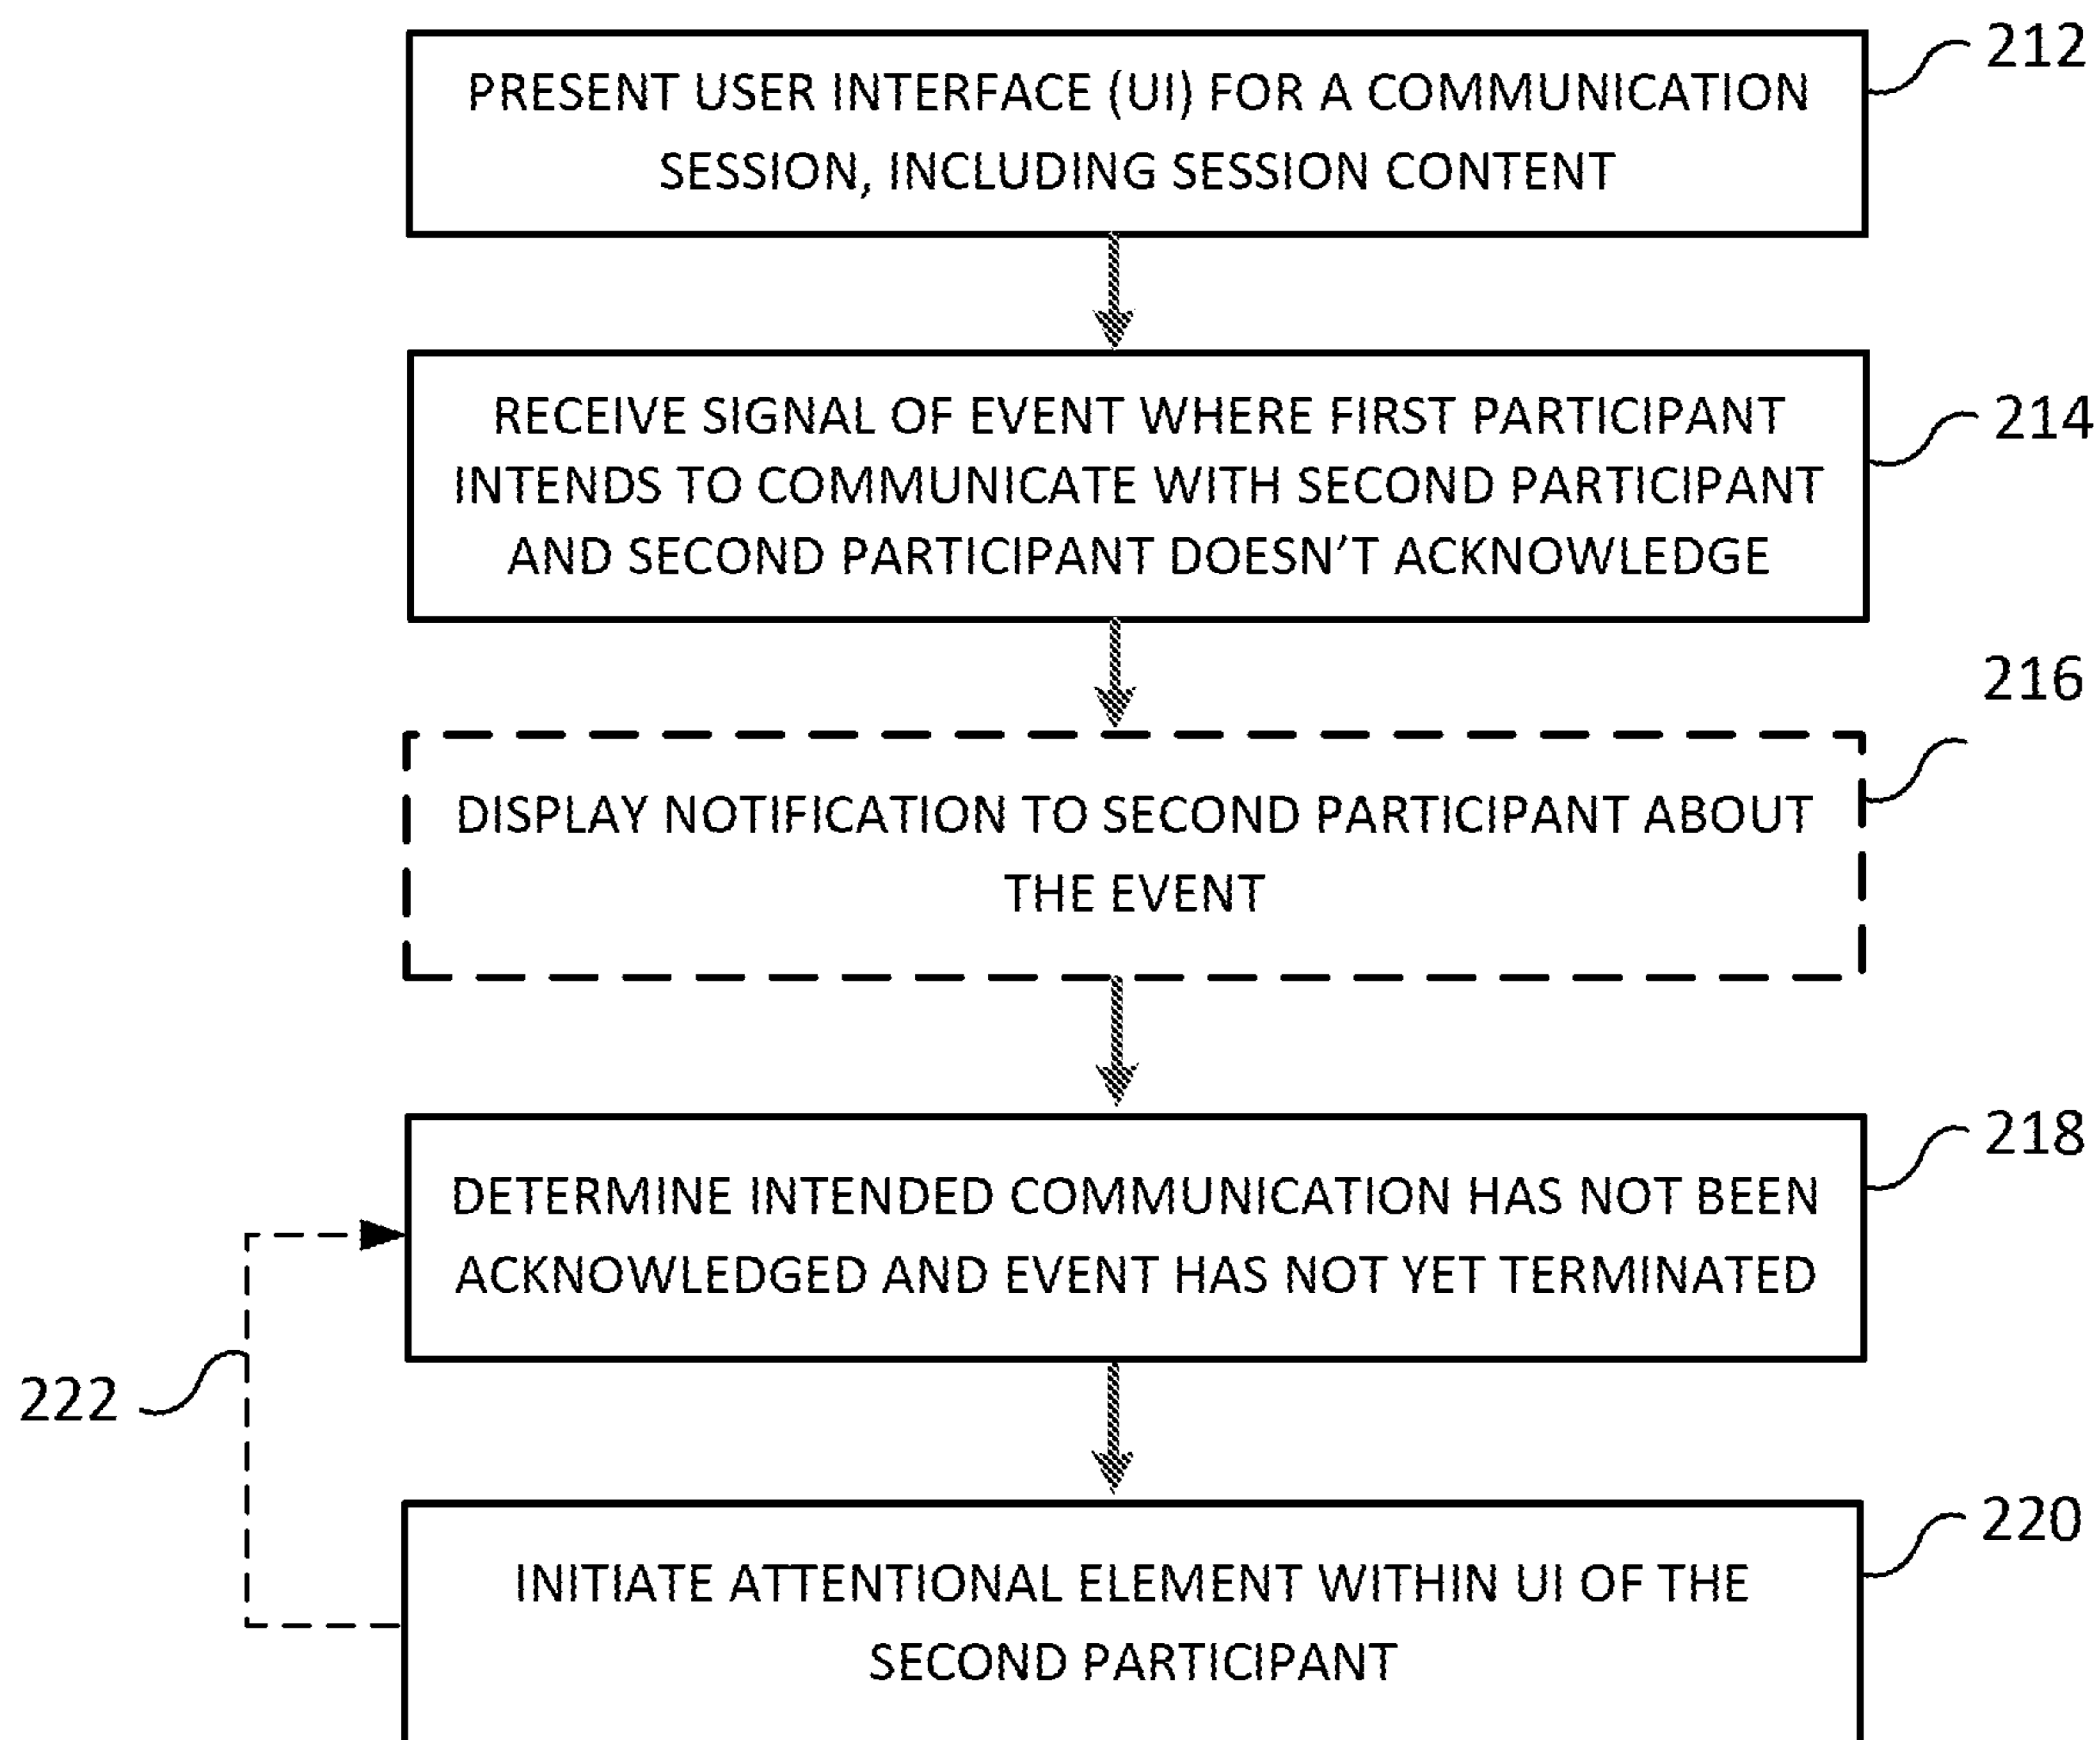 212
PRESENT USER INTERFACE (UI) FOR A COMMUNICATION
SESSION, INCLUDING SESSION CONTENT
214
RECEIVE SIGNAL OF EVENT WHERE FIRST PARTICIPANT
INTENDS TO COMMUNICATE WITH SECOND PARTICIPANT
AND SECOND PARTICIPANT DOESN'T ACKNOWLEDGE
216
DISPLAY NOTIFICATION TO SECOND PARTICIPANT ABOUT
THE EVENT
218
DETERMINE INTENDED COMMUNICATION HAS NOT BEEN
ACKNOWLEDGED AND EVENT HAS NOT YET TERMINATED
222
220
INITIATE ATTENTIONAL ELEMENT WITHIN UI OF THE
SECOND PARTICIPANT